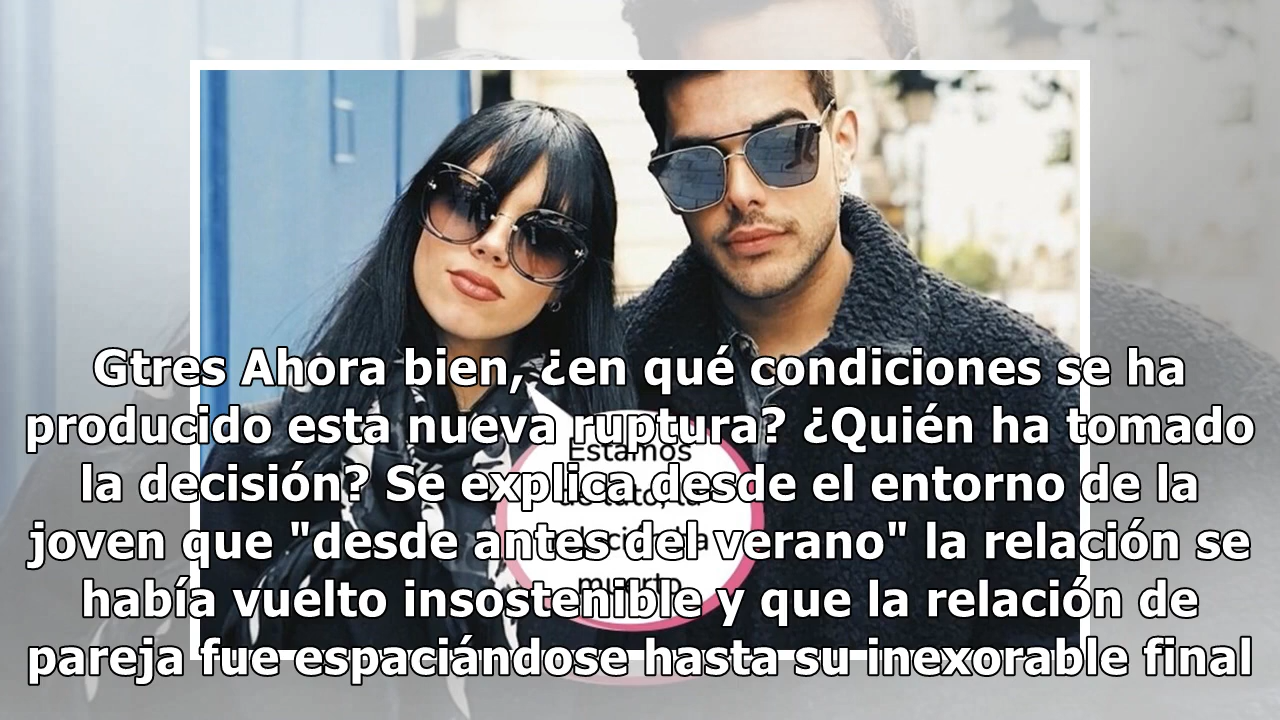 Gtres Ahora bien, ¿en qué condiciones se ha
producido esta nueva ruptura? ¿Quién ha tomado
la decisión? Se explica desde el entorno de la
joven que "desde antes del verano" la relación se
había vuelto insostenible y que la relación de
pareja fue espaciándose hasta su inexorable final
Estamos